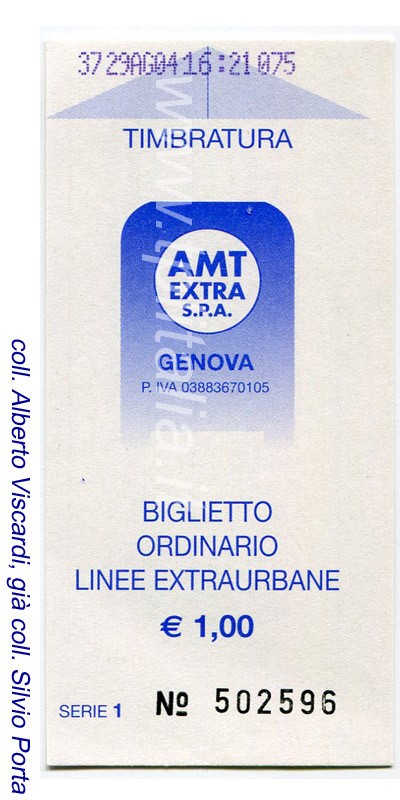 3729AG0416:21075
TIMBRATURA
AMT
EXTRA
S.P.A.
GENOVA
P. IVA 03883670105
BIGLIETTO
ORDINARIO
LINEE EXTRAURBANE
€ 1,00
SERIE 1 Nº 502596
coll. Alberto Viscardi, già coll. Silvio Porta